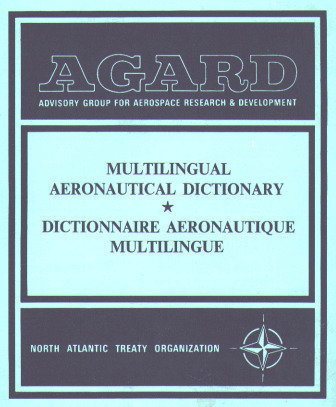 AGARD
ADVISORY GROUP FOR AEROSPACE RESEARCH & DEVELOPMENT
MULTILINGUAL
AERONAUTICAL DICTIONARY
★
DICTIONNAIRE AERONAUTIQUE
MULTILINGUE
NORTH ATLANTIC TREATY ORGANIZATION